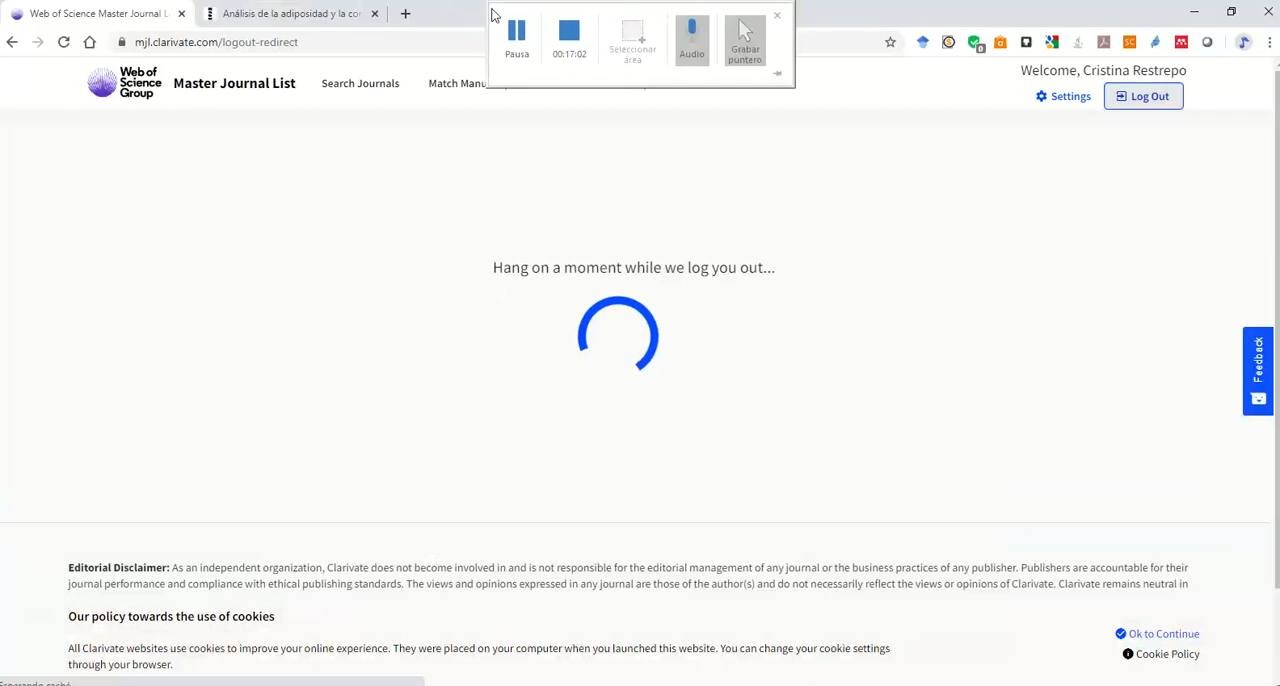 Web of Science Master Journal L
Análisis de la adiposidad y la cor
mjl.clarivate.com/logout-redirect
Pausa
00:17:02
Seleccionar
área
Audio
Grabar
puntero
Web of
Science
Group
Master Journal List
Search Journals
Match Manu
Welcome, Cristina Restrepo
Settings
Log Out
Hang on a moment while we log you out...
Feedback
Editorial Disclaimer: As an independent organization, Clarivate does not become involved in and is not responsible for the editorial management of any journal or the business practices of any publisher. Publishers are accountable for their
journal performance and compliance with ethical publishing standards. The views and opinions expressed in any journal are those of the author(s) and do not necessarily reflect the views or opinions of Clarivate. Clarivate remains neutral in
Our policy towards the use of cookies
All Clarivate websites use cookies to improve your online experience. They were placed on your computer when you launched this website. You can change your cookie settings
through your browser.
Ok to Continue
Cookie Policy
Esperando caché